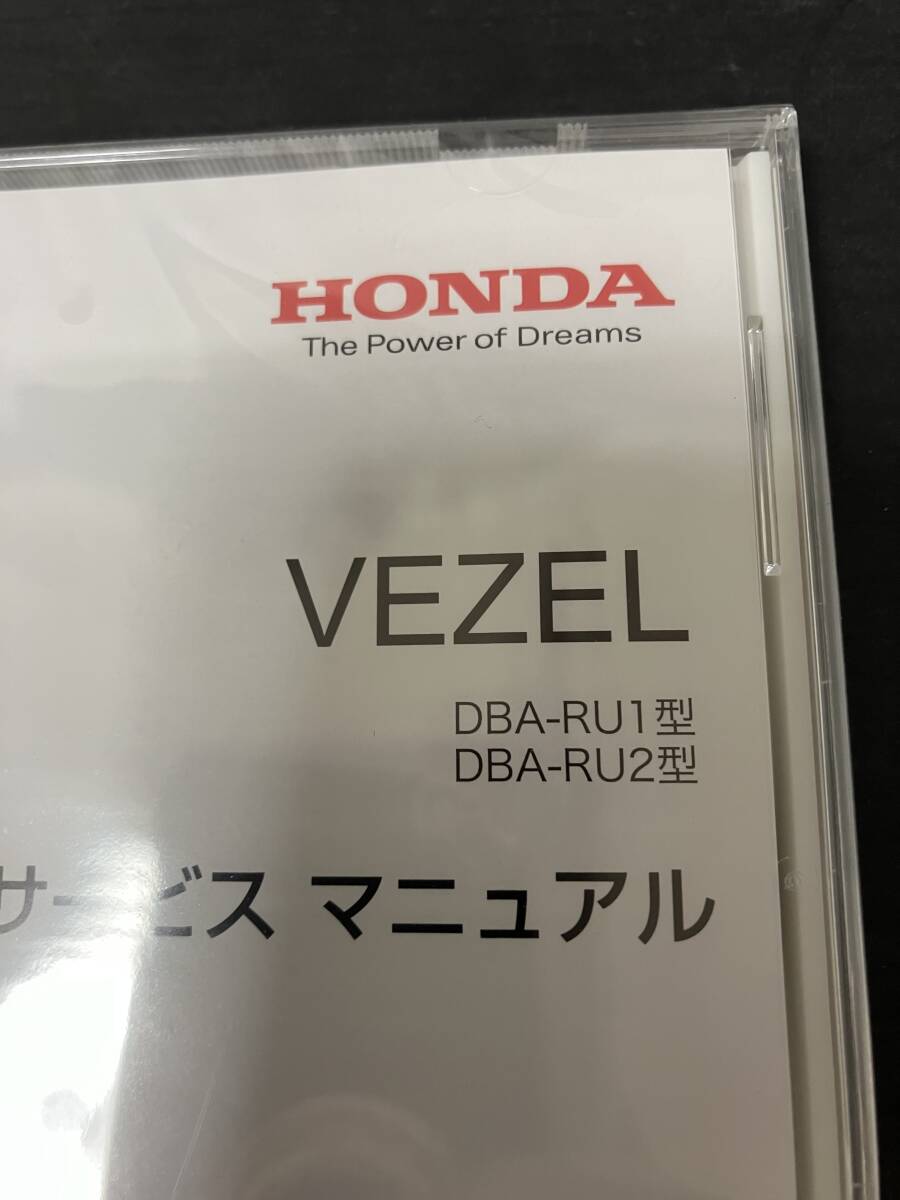 HONDA
The Power of Dreams
VEZEL
DBA-RU1型
DBA-RU2型
サービス マニュアル